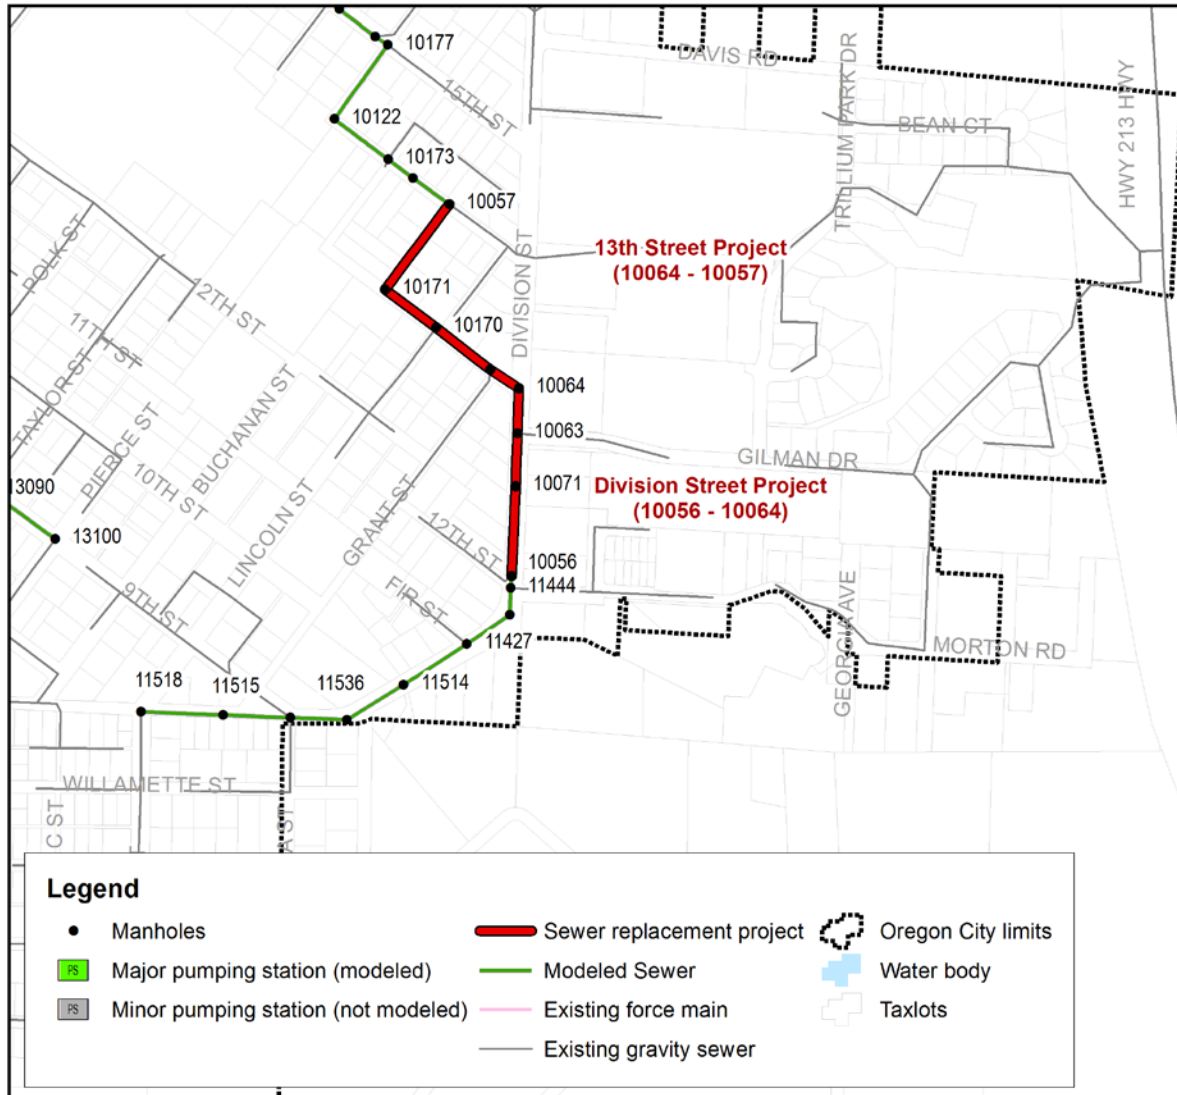 10177
DAVIS RD
TRILLIUM PARK DR
HWY 213 HWY
15TH ST
10122
BEAN CT
10173
10057
POLK ST
13th Street Project
(10064 - 10057)
12TH ST
10171
DIVISION ST
10170
11TH ST
TAYLOR ST
BUCHANAN ST
10064
PIERCE ST
10063
GILMAN DR
10TH ST
13090
10071
Division Street Project
(10056 - 10064)
LINCOLN ST
GRANT ST
13100
12TH ST
10056
11444
9TH ST
FIR ST
GEORGIA AVE
11427
MORTON RD
11518
11515
11536
11514
WILLAMETTE ST
C ST
A ST
Legend
Manholes
PS Major pumping station (modeled)
PS Minor pumping station (not modeled)
Sewer replacement project
Modeled Sewer
Existing force main
Existing gravity sewer
Oregon City limits
Water body
Taxlots